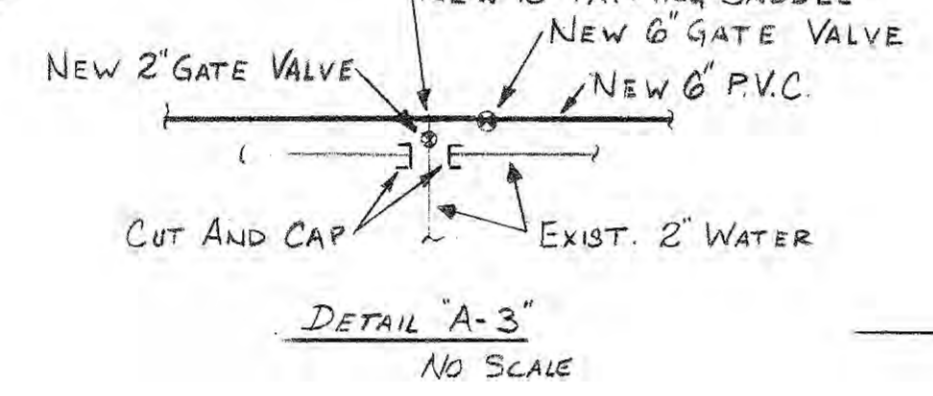 NEW 2" GATE VALVE
NEW 6" GATE VALVE
NEW 6" P.V.C.
CUT AND CAP
EXIST. 2" WATER
DETAIL "A-3"
NO SCALE